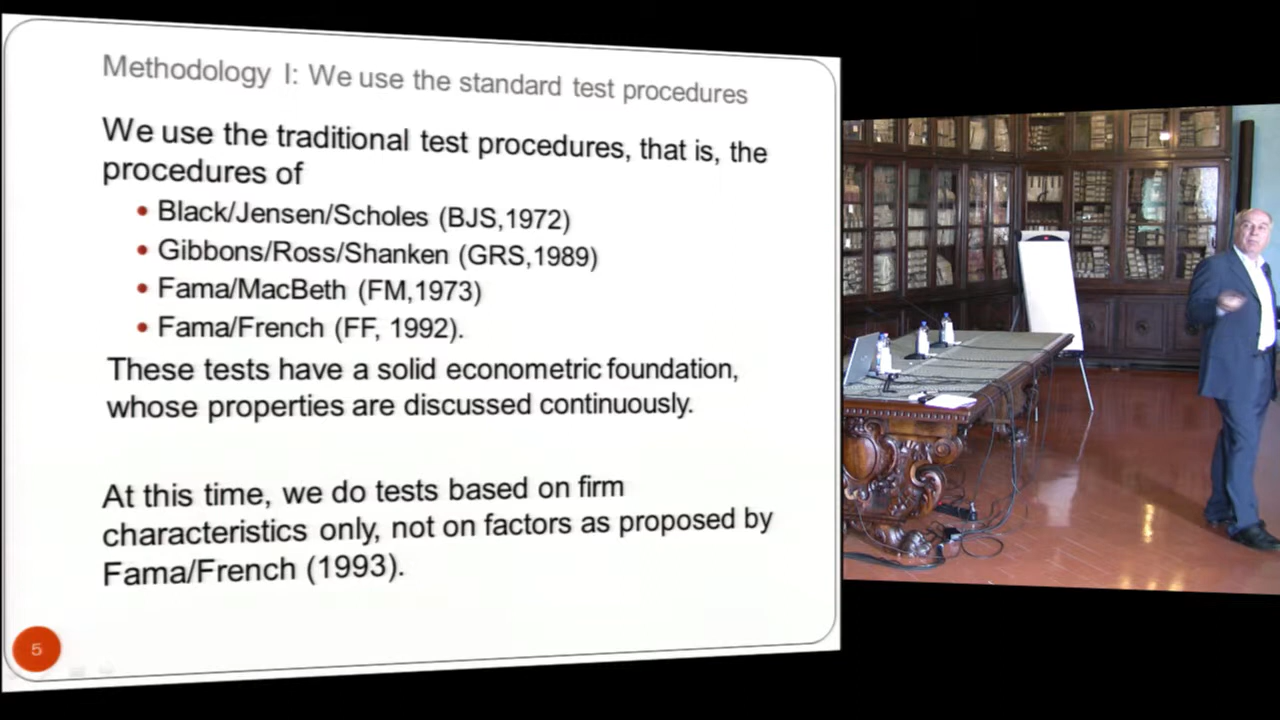 Methodology I: We use the standard test procedures
We use the traditional test procedures, that is, the
procedures of
• Black/Jensen/Scholes (BJS,1972)
• Gibbons/Ross/Shanken (GRS,1989)
• Fama/MacBeth (FM,1973)
• Fama/French (FF, 1992).
These tests have a solid econometric foundation,
whose properties are discussed continuously.
At this time, we do tests based on firm
characteristics only, not on factors as proposed by
Fama/French (1993).
5